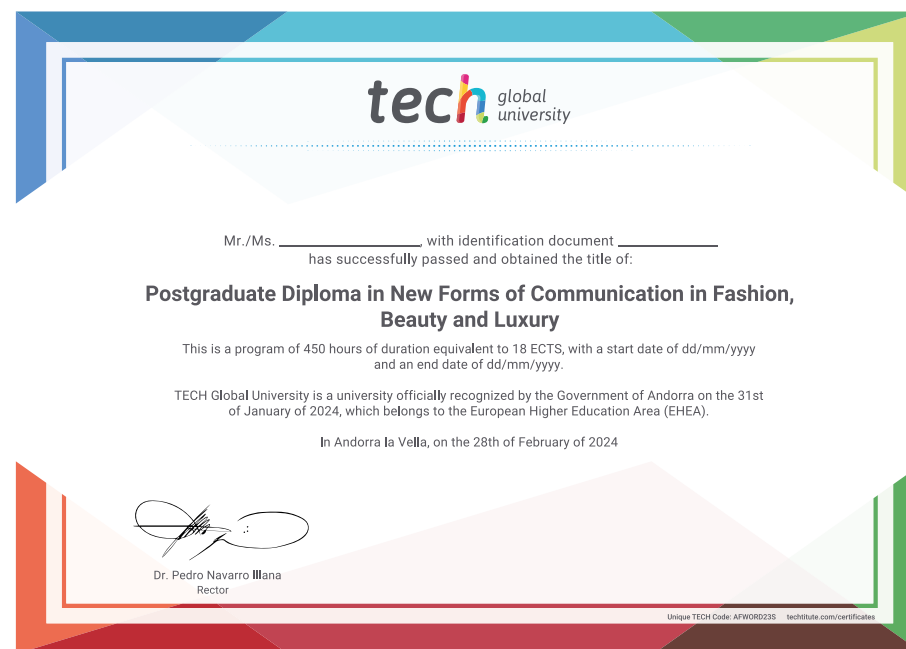 tech global
university
Mr./Ms. ____________, with identification document ____________
has successfully passed and obtained the title of:
Postgraduate Diploma in New Forms of Communication in Fashion,
Beauty and Luxury
This is a program of 450 hours of duration equivalent to 18 ECTS, with a start date of dd/mm/yyyy
and an end date of dd/mm/yyyy.
TECH Global University is a university officially recognized by the Government of Andorra on the 31st
of January of 2024, which belongs to the European Higher Education Area (EHEA).
In Andorra la Vella, on the 28th of February of 2024
Dr. Pedro Navarro Illana
Rector
Unique TECH Code: AFWORD23S techtitute.com/certificates